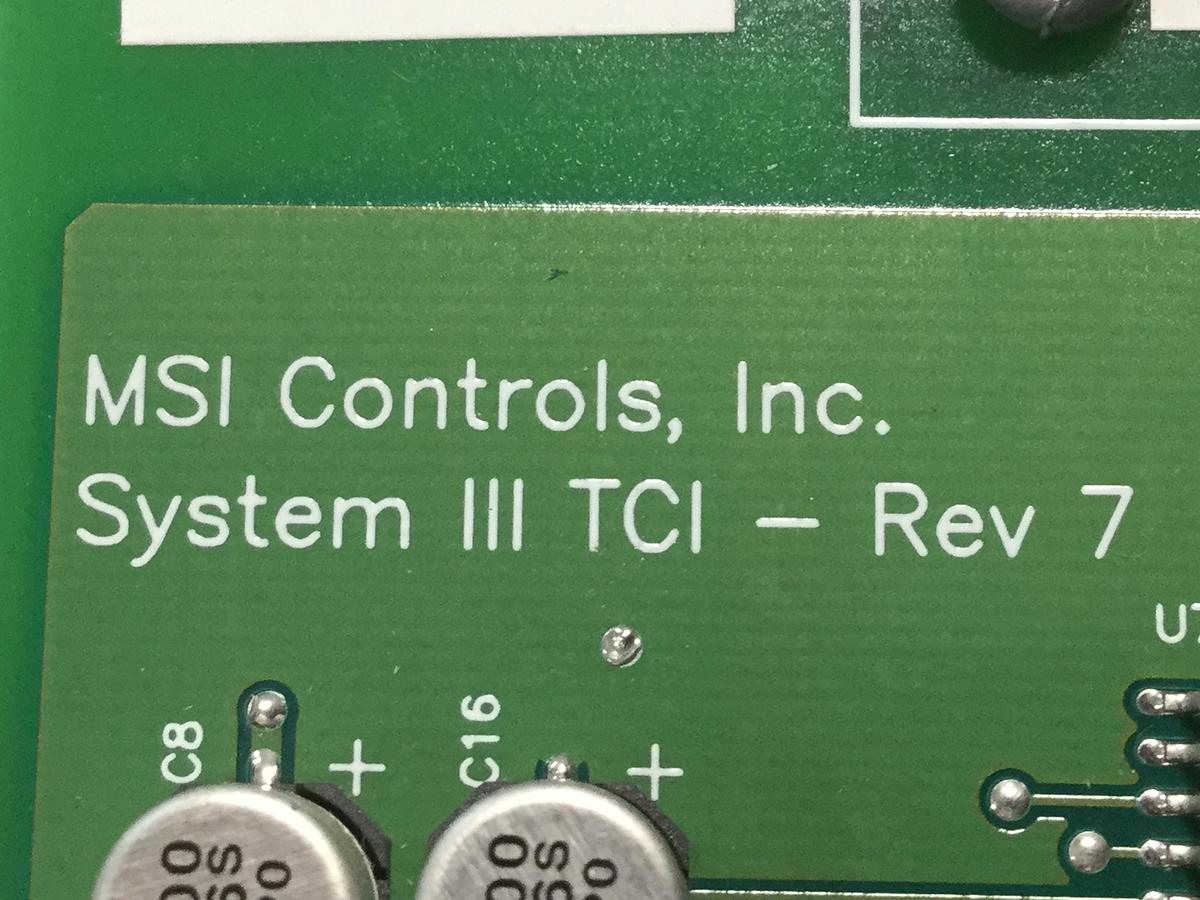 MSI Controls, Inc.
System III TCI - Rev 7
C8
+
C16
+